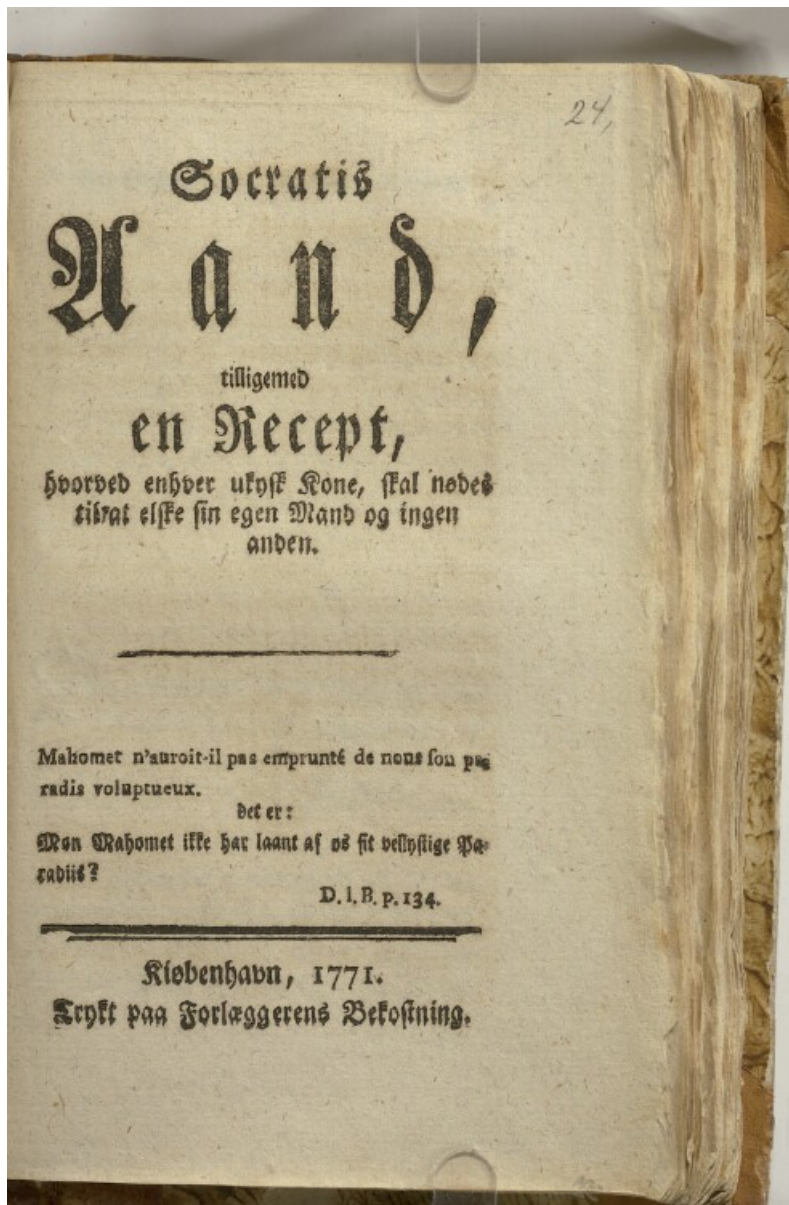 24,
Socratis
Aand,
tilligemed
en Recept,
hvorved enhver ukysk Kone, skal nødes
til at elske sin egen Mand og ingen
anden.
Mahomet n'auroit-il pas emprunté de nous ſon pa-
radis voluptueux.
det er:
Mon Mahomet ikke har laant af os sit vellystige Pa-
radiis?
D. i. B. p. 134.
Kiøbenhavn, 1771.
Trykt paa Forlæggerens Bekostning.